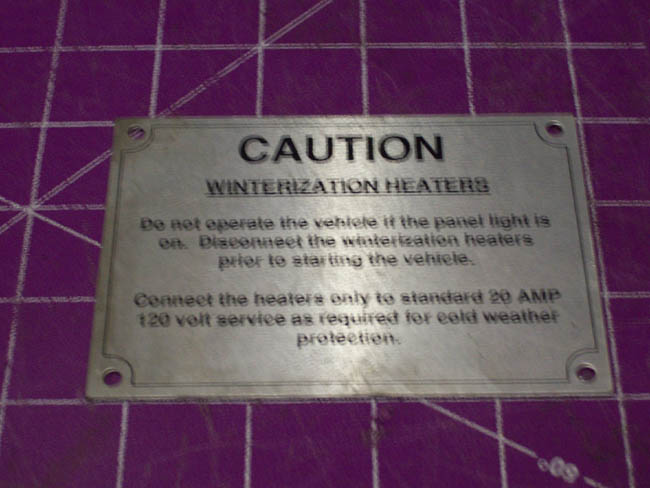 CAUTION
WINTERIZATION HEATERS
Do not operate the vehicle if the panel light is
on. Disconnect the winterization heaters
prior to starting the vehicle.
Connect the heaters only to standard 20 AMP
120 volt service as required for cold weather
protection.
60°